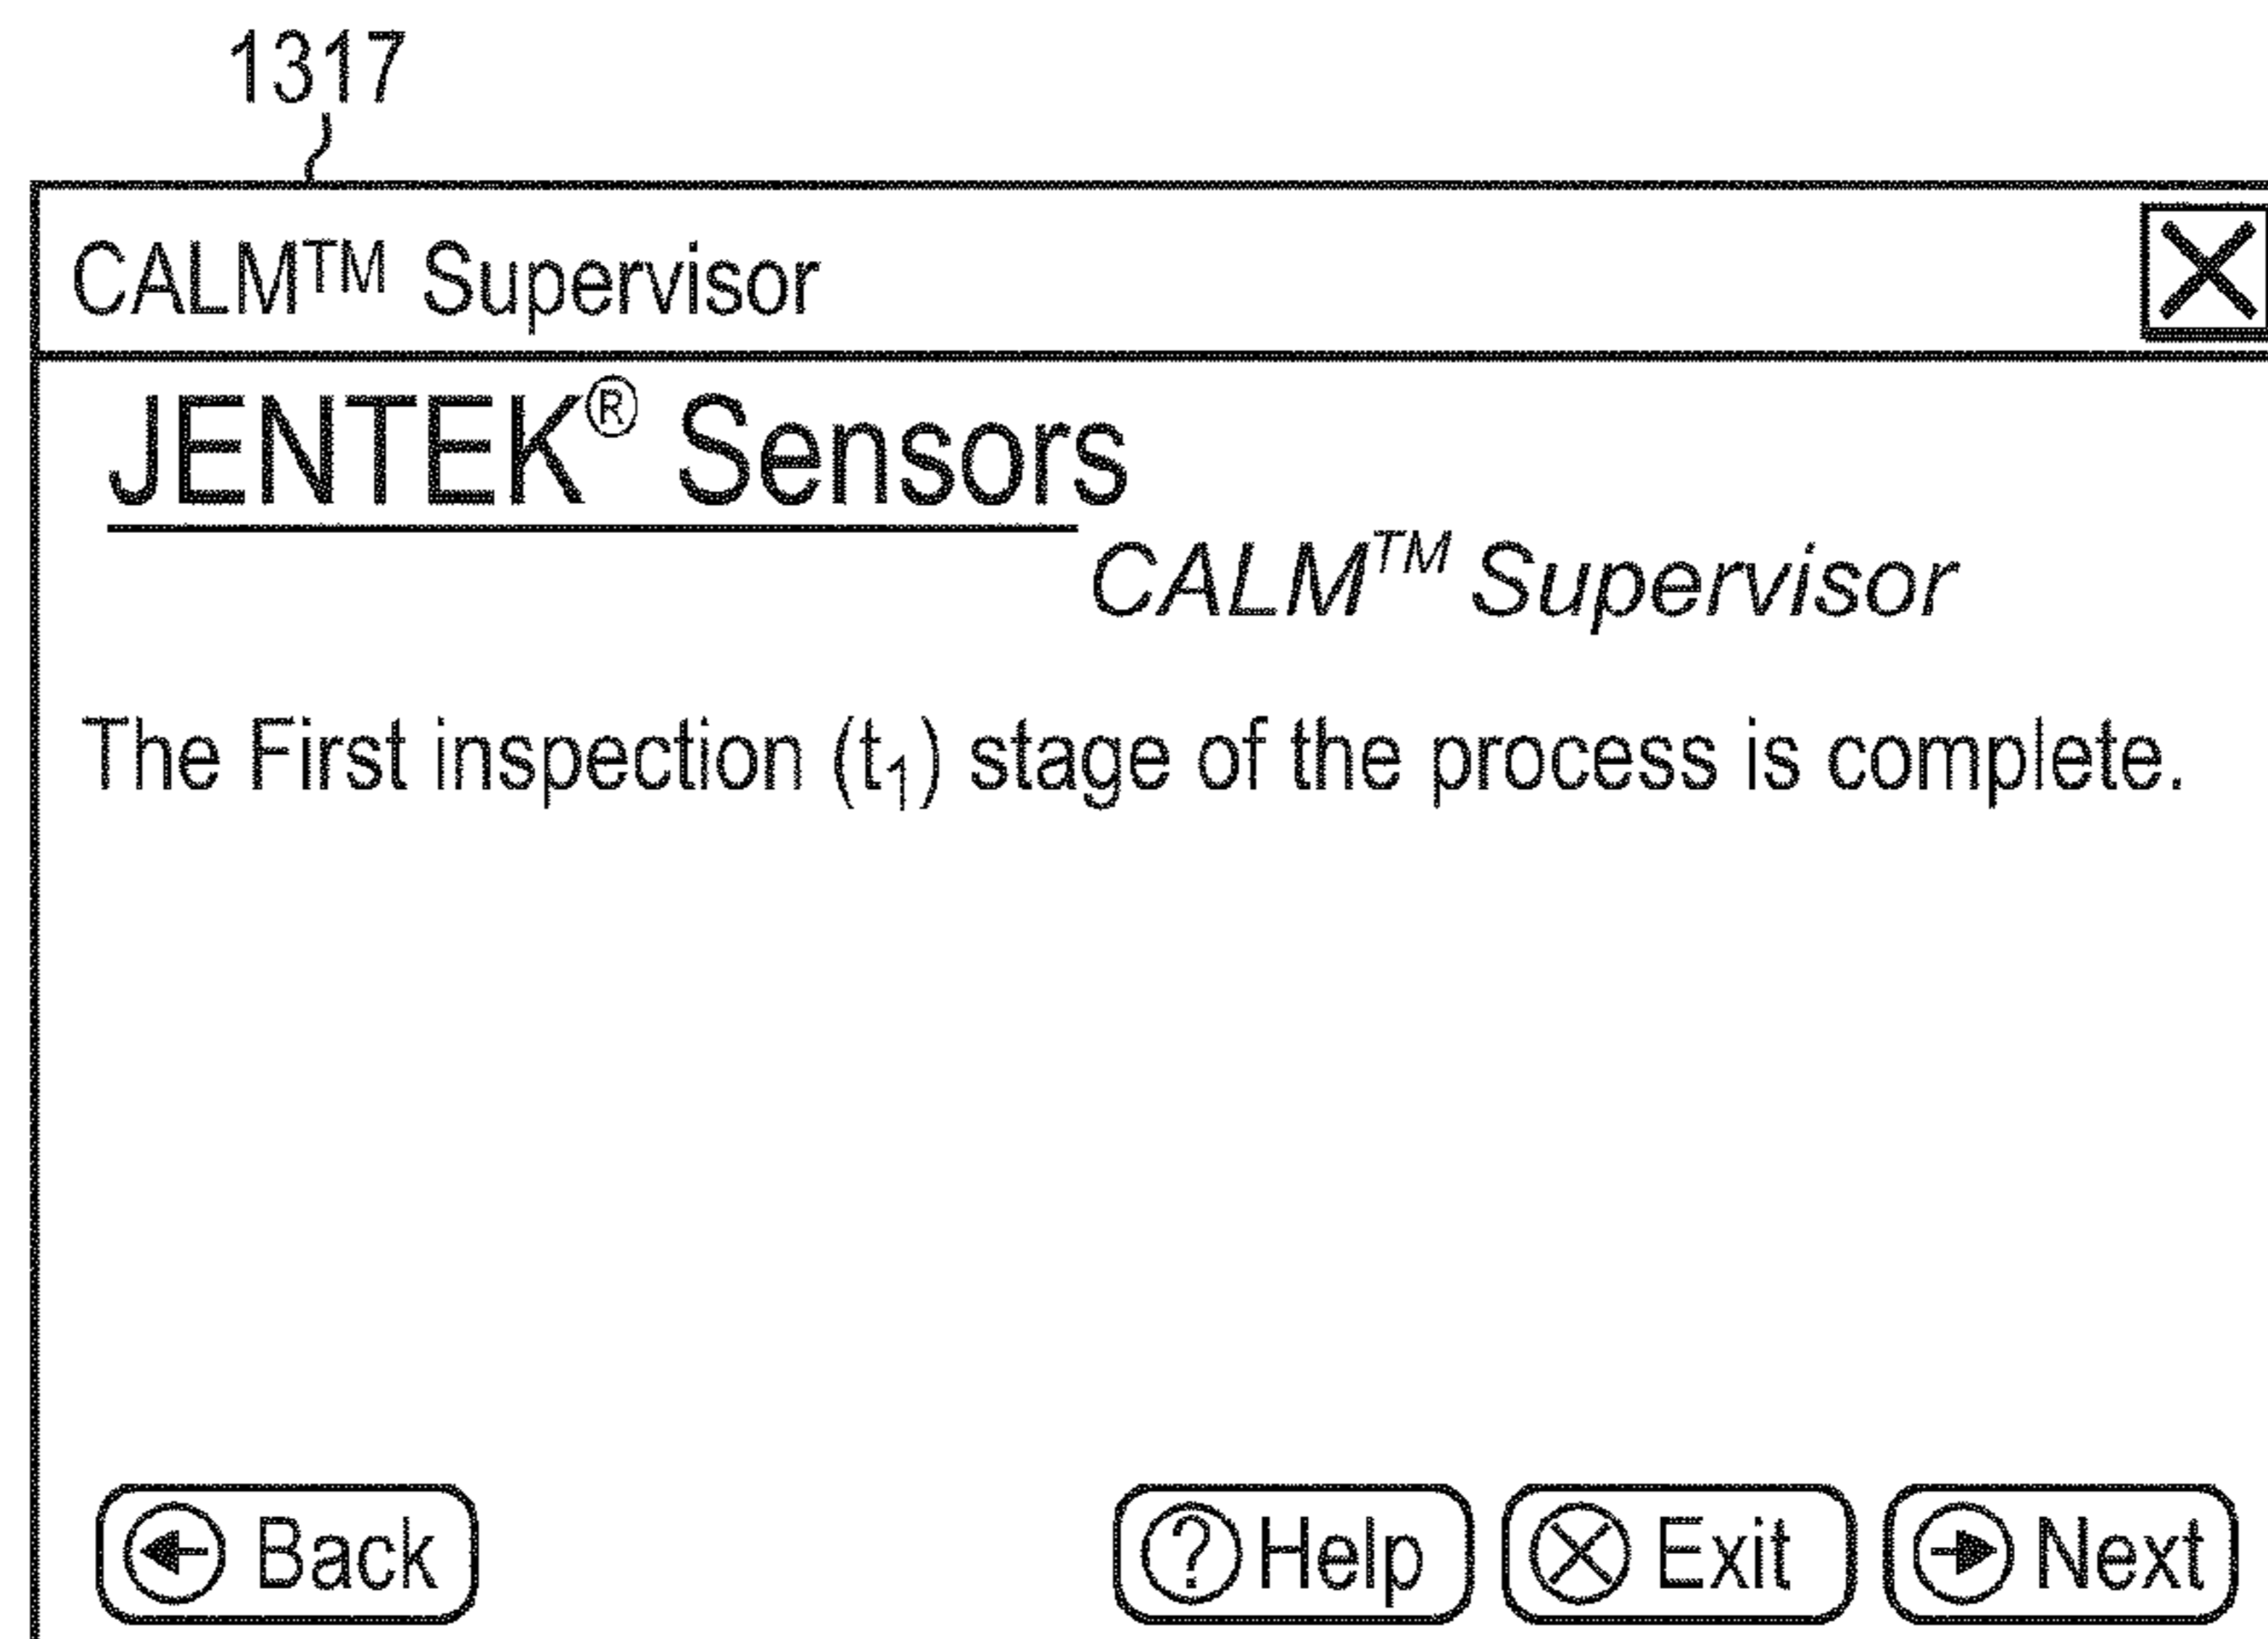 1317
CALM™ Supervisor
JENTEK® Sensors
CALM™ Supervisor
The First inspection (t₁) stage of the process is complete.
Back
? Help
Exit
Next